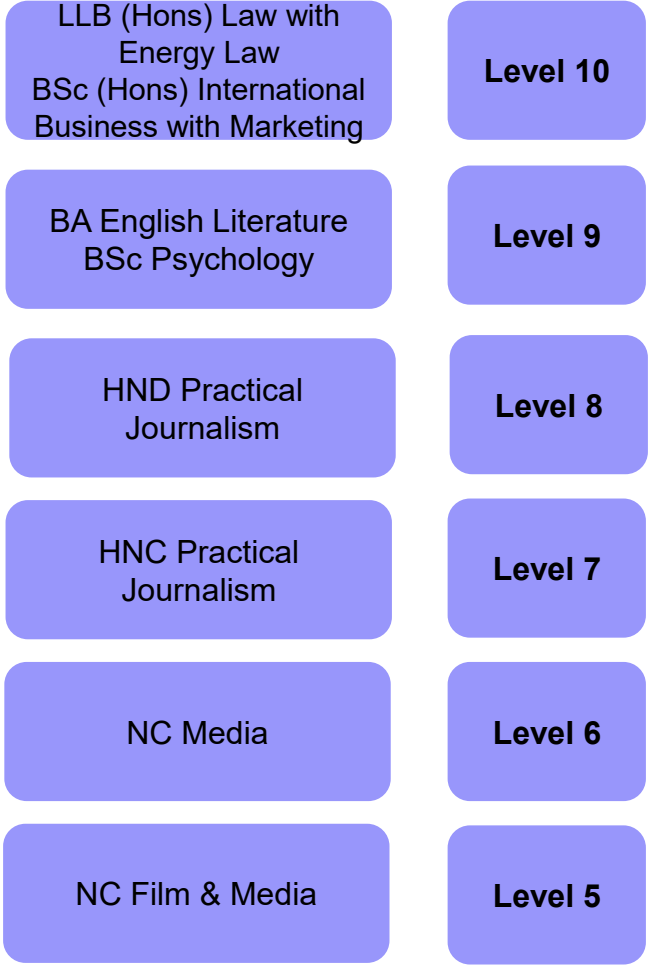 LLB (Hons) Law with
Energy Law
BSc (Hons) International
Business with Marketing
Level 10
BA English Literature
BSc Psychology
Level 9
HND Practical
Journalism
Level 8
HNC Practical
Journalism
Level 7
NC Media
Level 6
NC Film & Media
Level 5